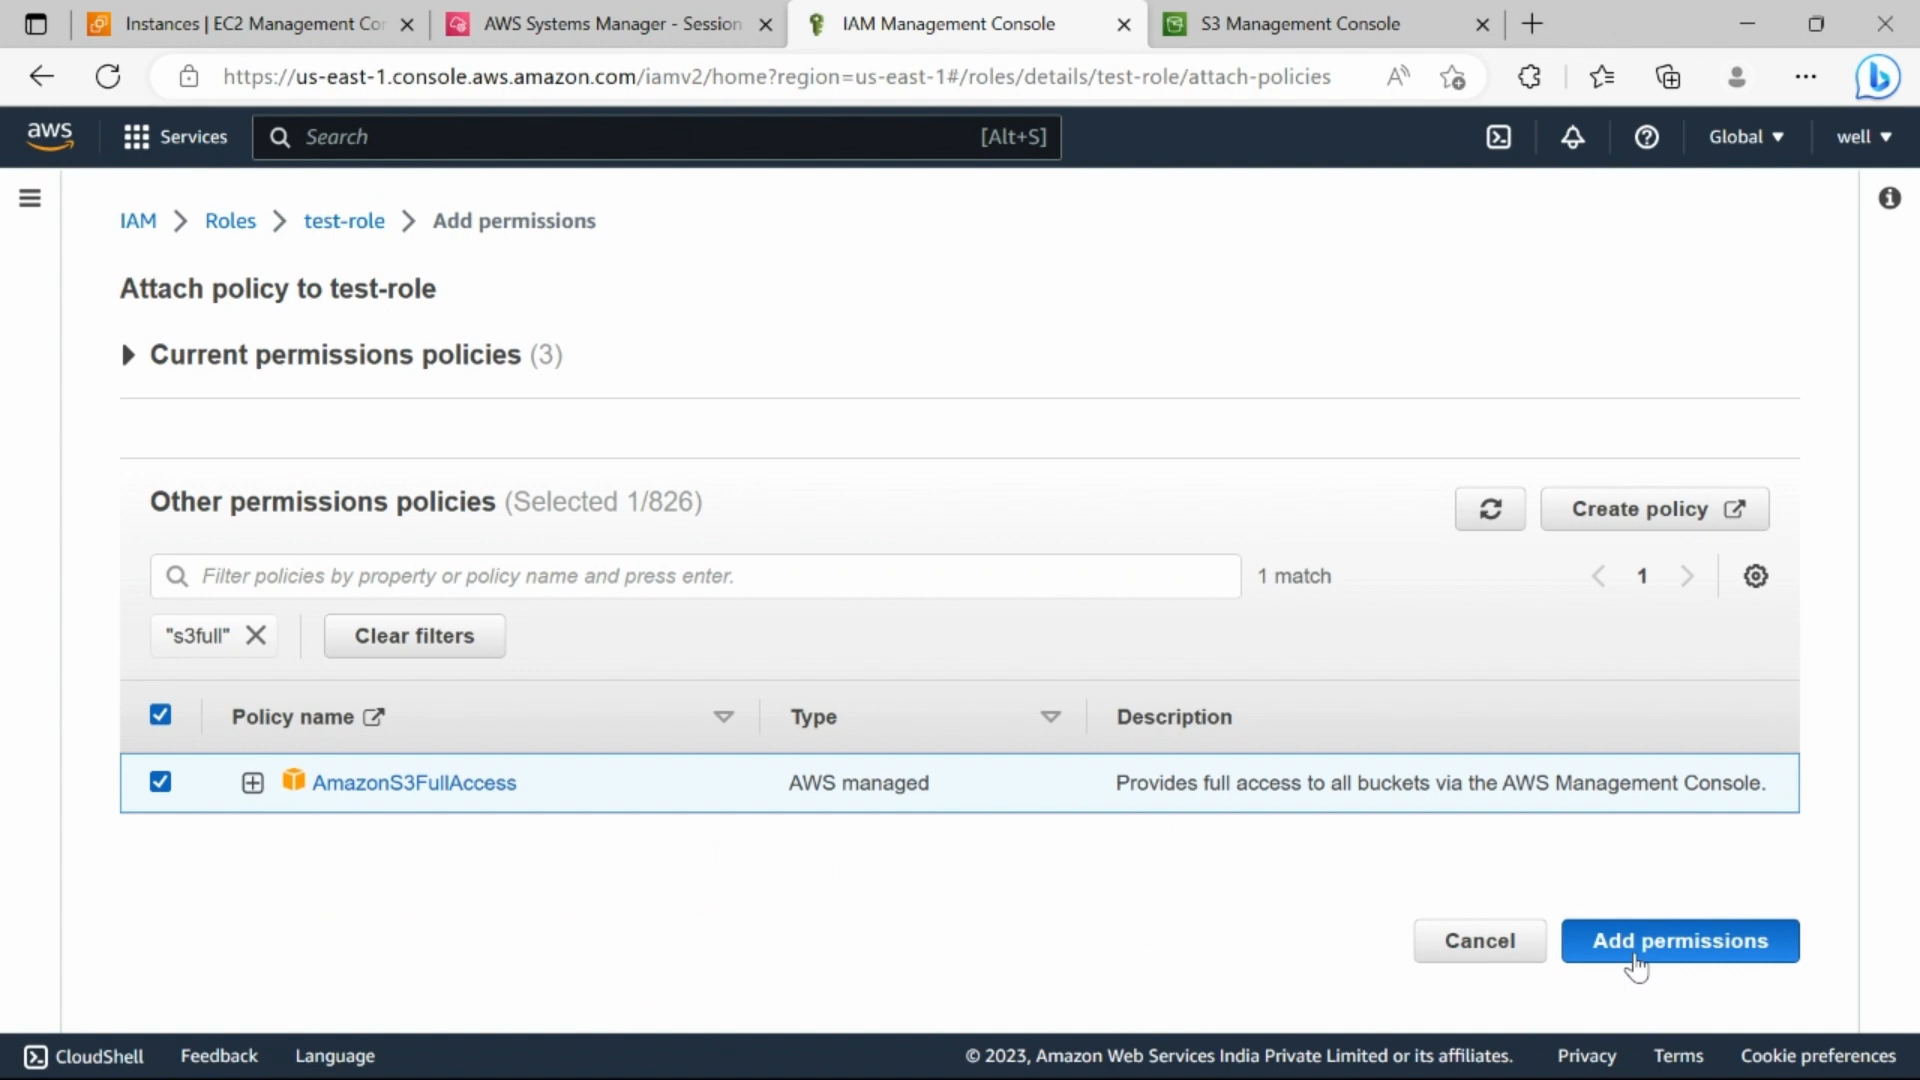 Instances | EC2 Management Co
AWS Systems Manager - Session
IAM Management Console
S3 Management Console
https://us-east-1.console.aws.amazon.com/iamv2/home?region=us-east-1#/roles/details/test-role/attach-policies
aws
Services
Search
[Alt+S]
Global
well
IAM
Roles
test-role
Add permissions
Attach policy to test-role
Current permissions policies (3)
Other permissions policies (Selected 1/826)
Create policy
Filter policies by property or policy name and press enter.
1 match
1
"s3full"
Clear filters
Policy name
Type
Description
AmazonS3FullAccess
AWS managed
Provides full access to all buckets via the AWS Management Console.
Cancel
Add permissions
CloudShell
Feedback
Language
© 2023, Amazon Web Services India Private Limited or its affiliates.
Privacy
Terms
Cookie preferences